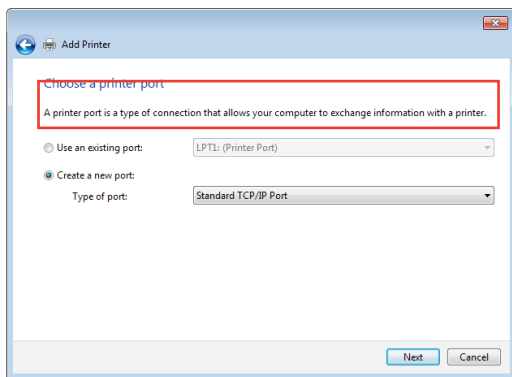 Add Printer
Choose a printer port
A printer port is a type of connection that allows your computer to exchange information with a printer.
Use an existing port: LPT1: (Printer Port)
Create a new port:
Type of port: Standard TCP/IP Port
Next Cancel